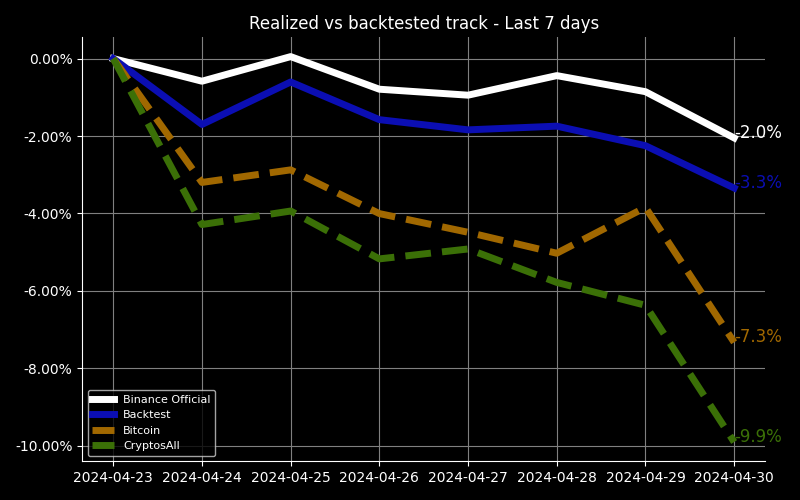 Realized vs backtested track - Last 7 days
0.00%
-2.00%
-4.00%
-6.00%
-8.00%
-10.00%
-2.0%
-3.3%
-7.3%
-9.9%
Binance Official
Backtest
Bitcoin
CryptosAll
2024-04-23 2024-04-24 2024-04-25 2024-04-26 2024-04-27 2024-04-28 2024-04-29 2024-04-30